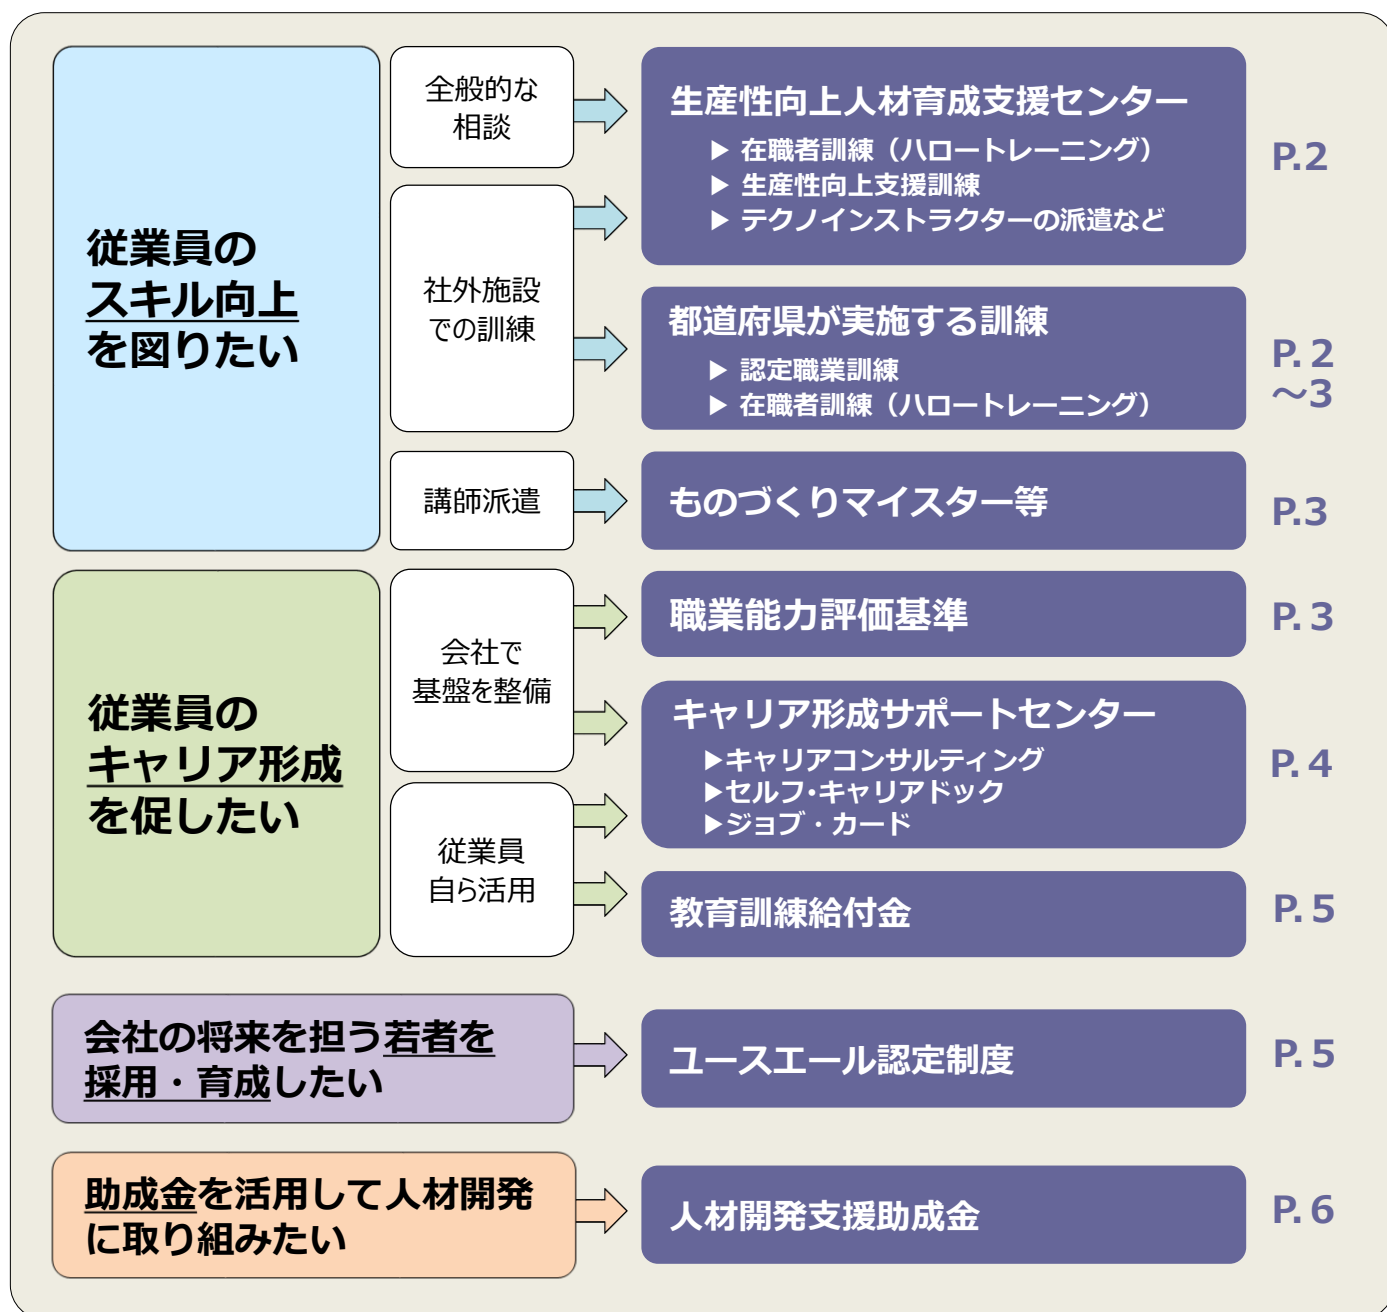 従業員の
スキル向上
を図りたい
全般的な
相談
生産性向上人材育成支援センター
▶ 在職者訓練（ハロートレーニング）
▶ 生産性向上支援訓練
▶ テクノインストラクターの派遣など
P.2
社外施設
での訓練
都道府県が実施する訓練
▶ 認定職業訓練
▶ 在職者訓練（ハロートレーニング）
P.2
～3
講師派遣
ものづくりマイスター等
P.3
従業員の
キャリア形成
を促したい
会社で
基盤を整備
職業能力評価基準
P.3
キャリア形成サポートセンター
▶キャリアコンサルティング
▶セルフ・キャリアドック
▶ジョブ・カード
P.4
従業員
自ら活用
教育訓練給付金
P.5
会社の将来を担う若者を
採用・育成したい
ユースエール認定制度
P.5
助成金を活用して人材開発
に取り組みたい
人材開発支援助成金
P.6